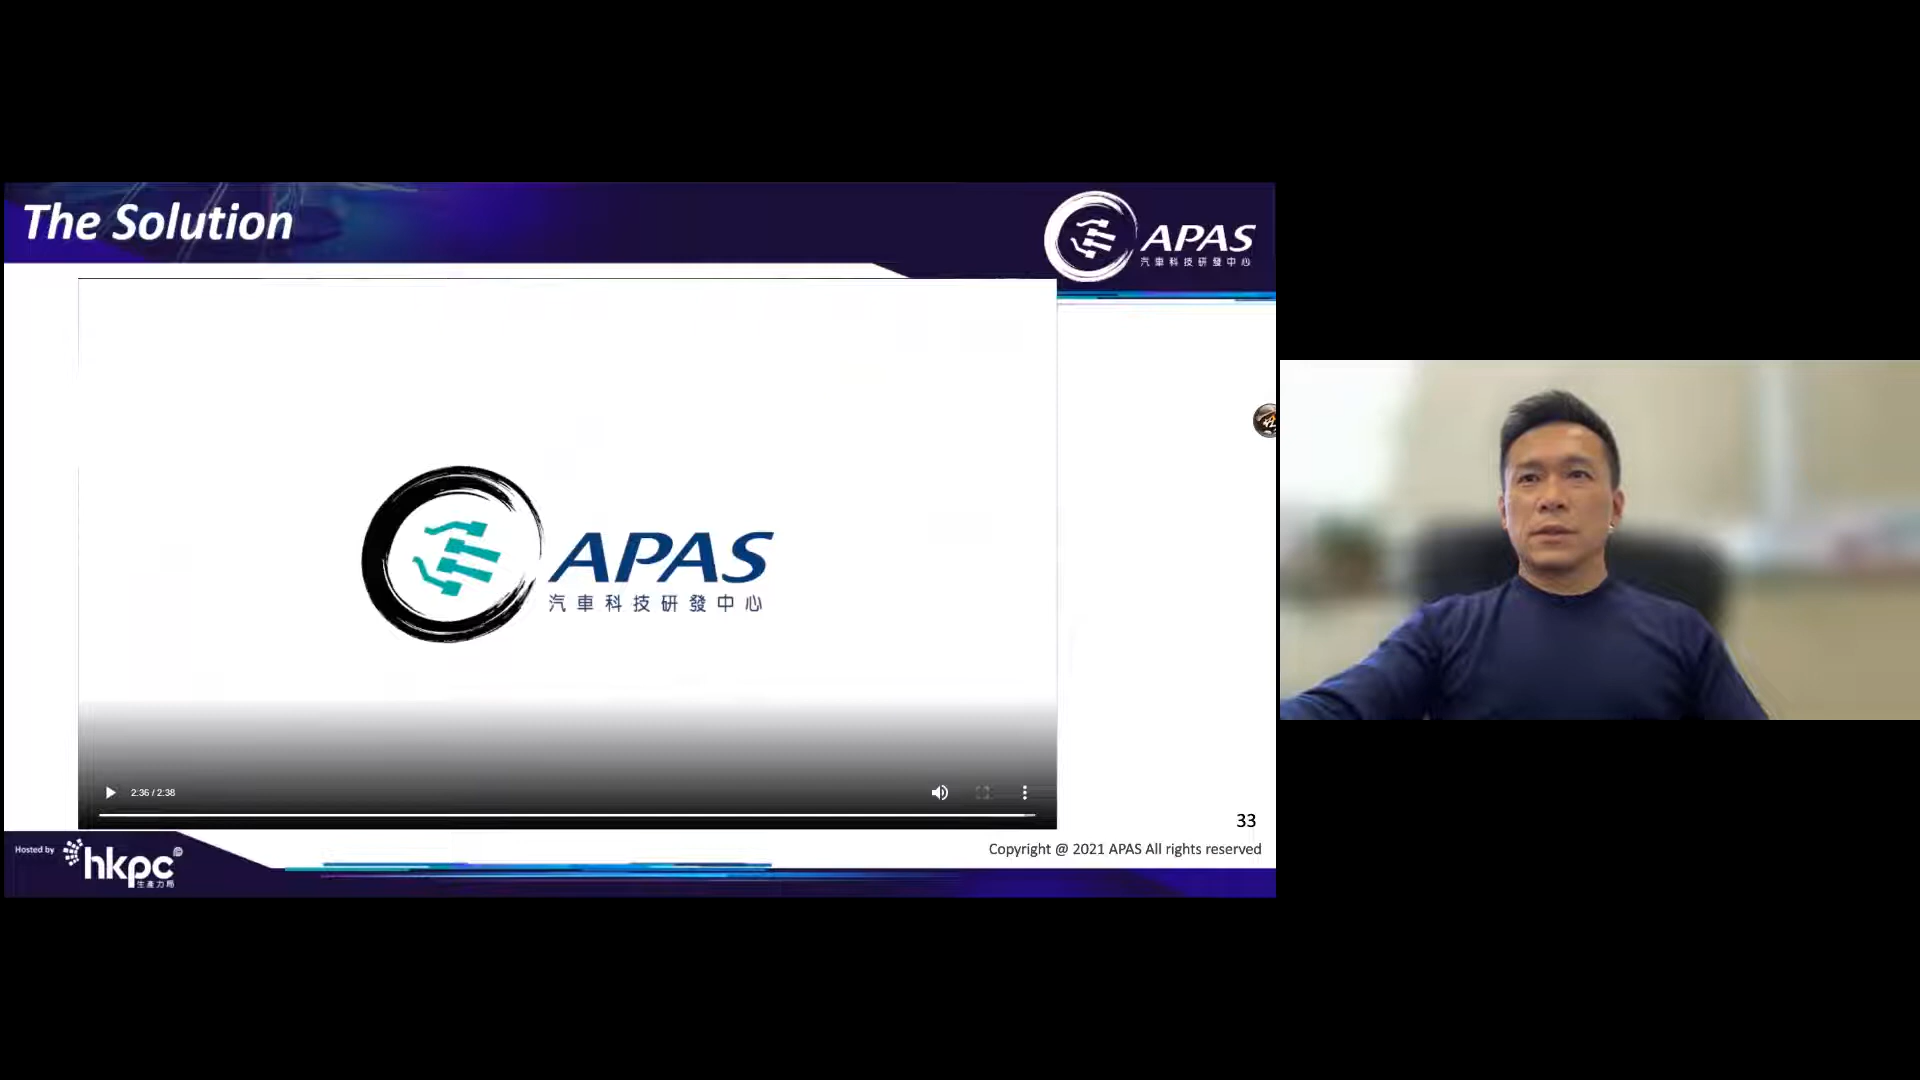 The Solution
APAS
汽車科技研發中心
APAS
汽車科技研發中心
2:36 / 2:38
33
Copyright @ 2021 APAS All rights reserved
Hosted by
hkpc
生產力局